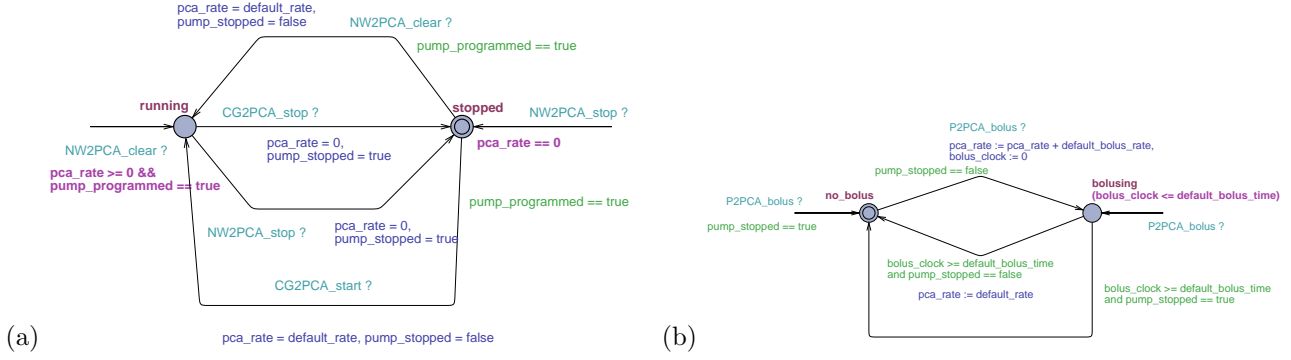 pca_rate = default_rate,
pump_stopped = false
NW2PCA_clear ?
pump_programmed == true
running
CG2PCA_stop ?
stopped
NW2PCA_stop ?
NW2PCA_clear ?
pca_rate = 0,
pump_stopped = true
pca_rate == 0
pca_rate >= 0 &&
pump_programmed == true
pump_programmed == true
NW2PCA_stop ?
pca_rate = 0,
pump_stopped = true
CG2PCA_start ?
pca_rate = default_rate, pump_stopped = false
(a)
P2PCA_bolus ?
pca_rate := pca_rate + default_bolus_rate,
bolus_clock := 0
pump_stopped == false
no_bolus
bolusing
(bolus_clock <= default_bolus_time)
P2PCA_bolus ?
pump_stopped == true
P2PCA_bolus ?
bolus_clock >= default_bolus_time
and pump_stopped == false
pca_rate := default_rate
bolus_clock >= default_bolus_time
and pump_stopped == true
(b)